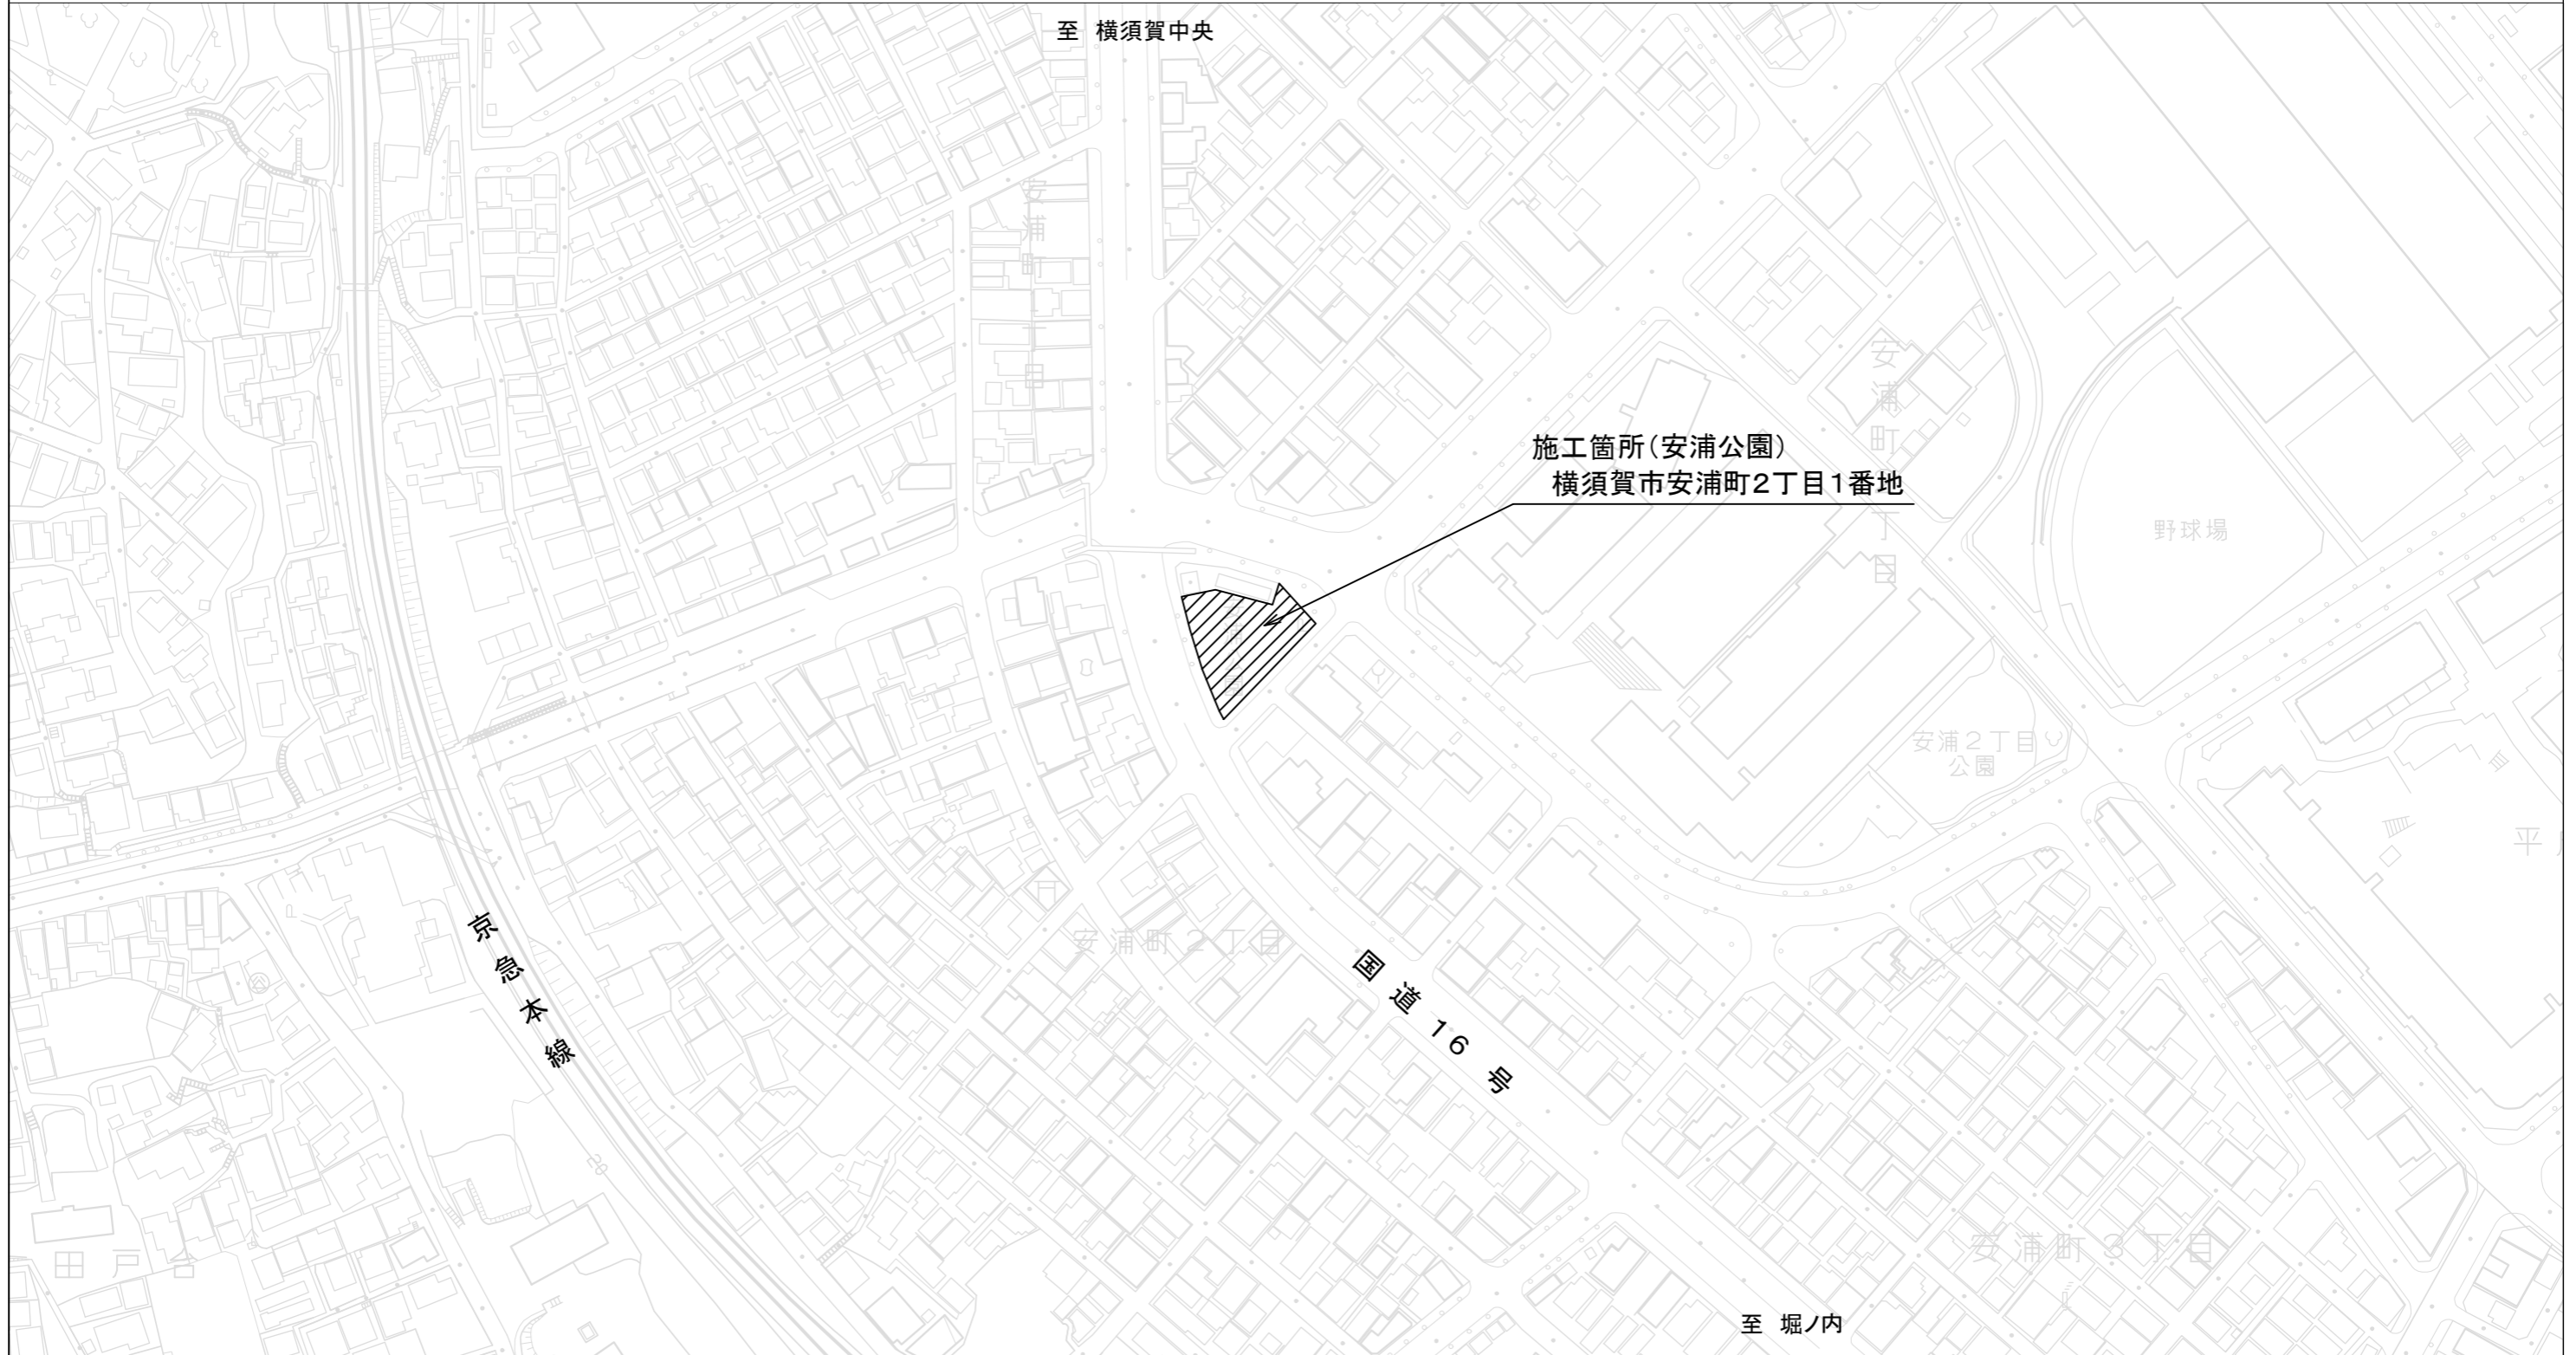 至 横須賀中央
安浦町1丁目
安浦町2丁目
施工箇所（安浦公園）
横須賀市安浦町２丁目１番地
野球場
安浦２丁目
公園
平
京急本線
安浦町２丁目
国道１６号
田戸台
安浦町３丁目
至 堀ノ内